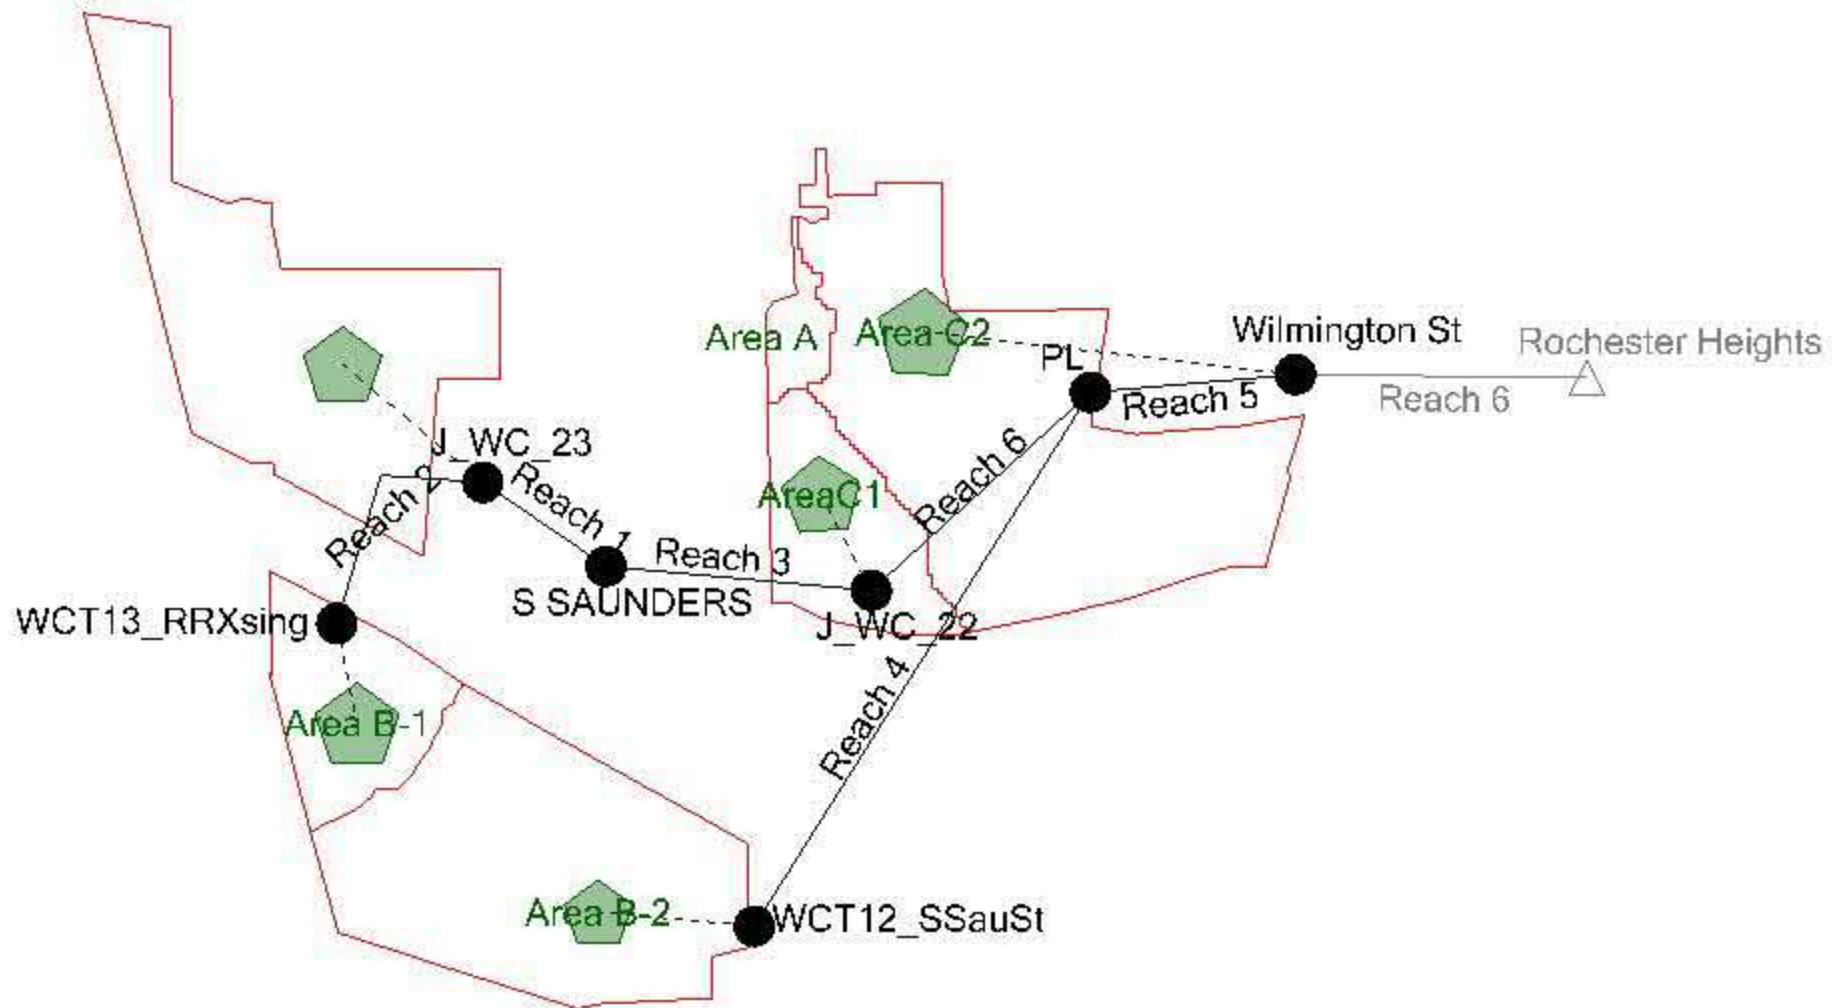 Area A
Area-C2
PL
Wilmington St
Rochester Heights
Reach 5
Reach 6
J_WC_23
Reach 2
Reach 1
AreaC1
Reach 6
Reach 3
S SAUNDERS
WCT13_RRXsing
J_WC_22
Area B-1
Reach 4
Area B-2
WCT12_SSauSt